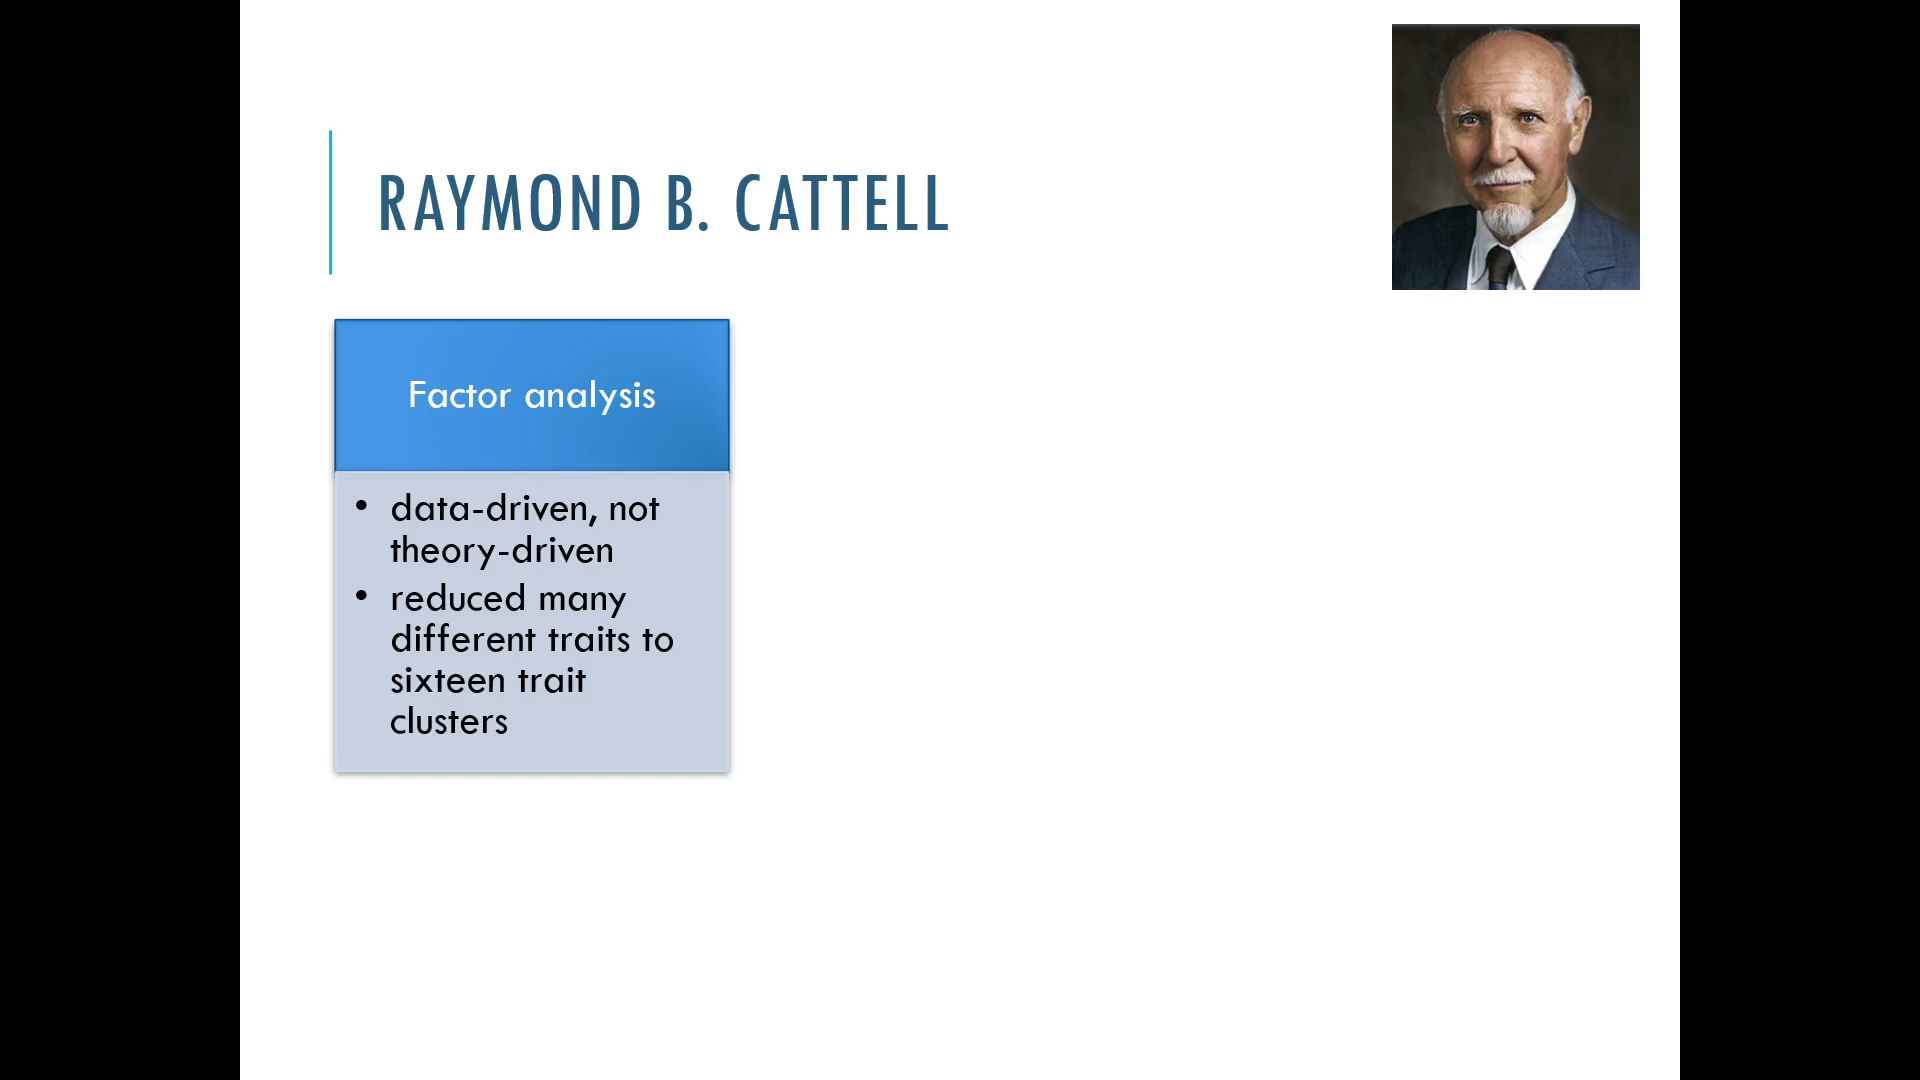 RAYMOND B. CATTELL
Factor analysis
• data-driven, not
theory-driven
• reduced many
different traits to
sixteen trait
clusters